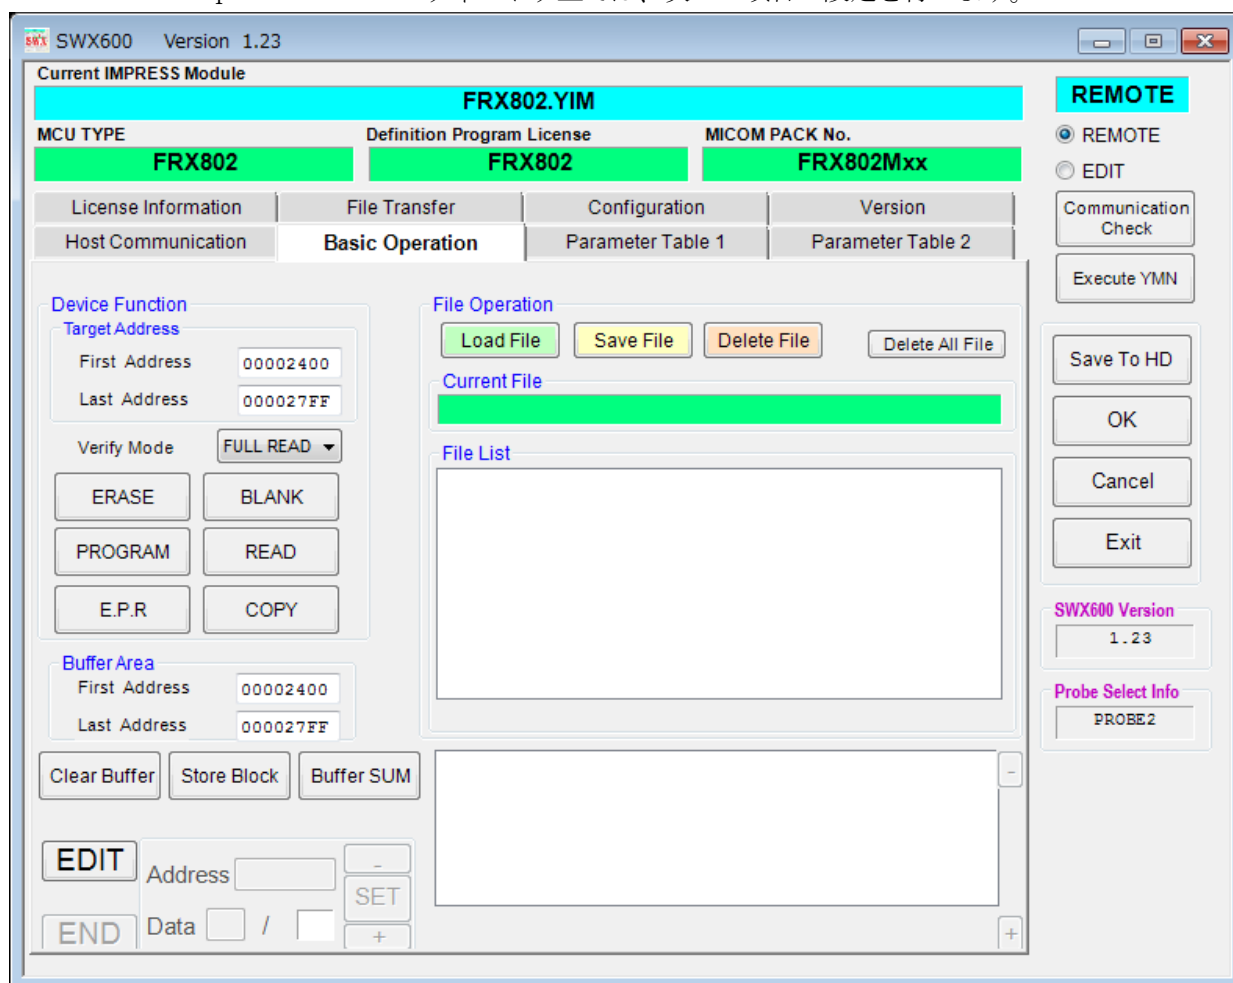 SWX600 Version 1.23
Current IMPRESS Module
FRX802.YIM
MCU TYPE Definition Program License MICOM PACK No.
FRX802 FRX802 FRX802Mxx
REMOTE
REMOTE
EDIT
License Information File Transfer Configuration Version
Host Communication Basic Operation Parameter Table 1 Parameter Table 2
Communication
Check
Execute YMN
Device Function
Target Address
First Address 00002400
Last Address 000027FF
Verify Mode FULL READ
ERASE BLANK
PROGRAM READ
E.P.R COPY
Buffer Area
First Address 00002400
Last Address 000027FF
Clear Buffer Store Block Buffer SUM
EDIT
Address
-
SET
END
Data /
+
File Operation
Load File Save File Delete File Delete All File
Current File
File List
-
+
Save To HD
OK
Cancel
Exit
SWX600 Version
1.23
Probe Select Info
PROBE2